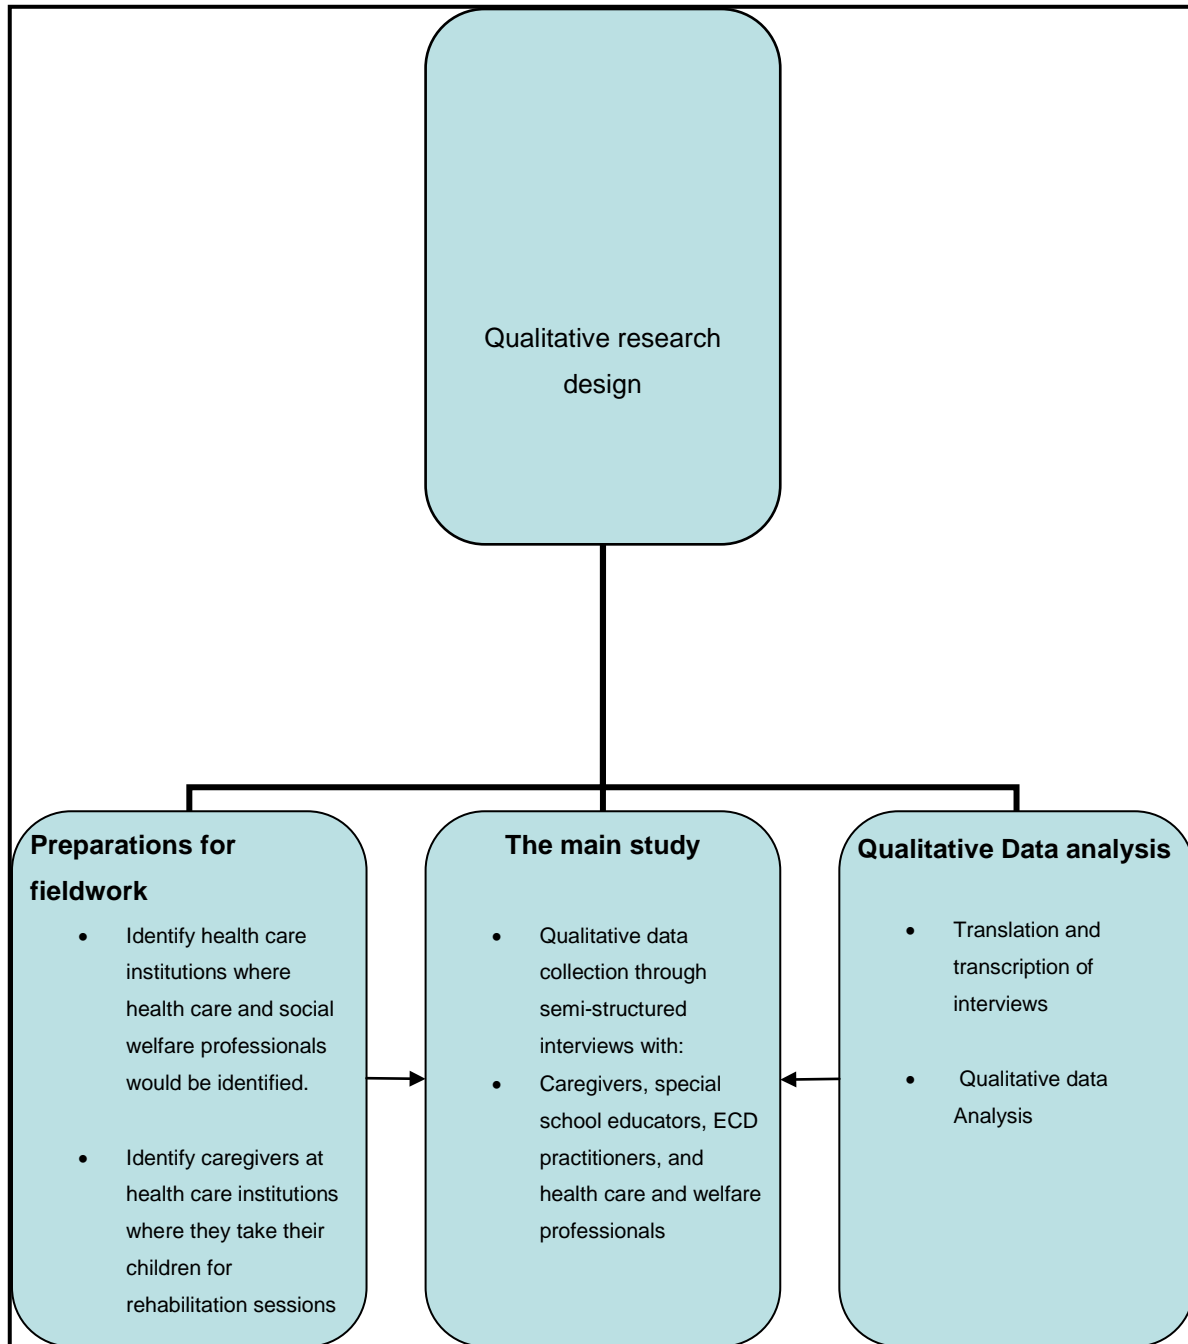 Qualitative research
design
Preparations for
fieldwork
• Identify health care
institutions where
health care and social
welfare professionals
would be identified.
• Identify caregivers at
health care institutions
where they take their
children for
rehabilitation sessions
The main study
• Qualitative data
collection through
semi-structured
interviews with:
• Caregivers, special
school educators, ECD
practitioners, and
health care and welfare
professionals
Qualitative Data analysis
• Translation and
transcription of
interviews
• Qualitative data
Analysis